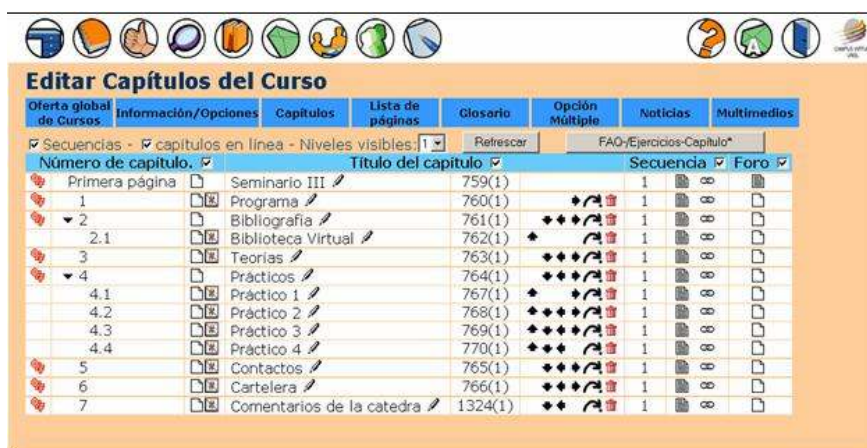 Editar Capítulos del Curso
Oferta global de Cursos Información/Opciones Capítulos Lista de páginas Glosario Opción Múltiple Noticias Multimedios
Secuencias - capítulos en línea - Niveles visibles: 1 Refrescar FAQ-/Ejercicios-Capítulo*
Número de capítulo. Título del capítulo Secuencia Foro
Primera página Seminario III 759(1) 1
1 Programa 760(1) 1
2 Bibliografía 761(1) 1
2.1 Biblioteca Virtual 762(1) 1
3 Teorías 763(1) 1
4 Prácticos 764(1) 1
4.1 Práctico 1 767(1) 1
4.2 Práctico 2 768(1) 1
4.3 Práctico 3 769(1) 1
4.4 Práctico 4 770(1) 1
5 Contactos 765(1) 1
6 Cartelera 766(1) 1
7 Comentarios de la catedra 1324(1) 1